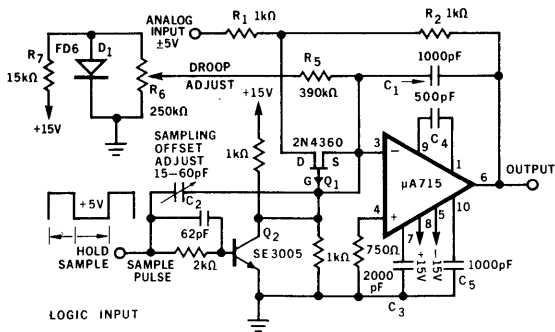 ANALOG
INPUT
±5V
R1 1kΩ
R2 1kΩ
R7
15kΩ
+15V
FD6
D1
R6
250kΩ
DROOP
ADJUST
R5
390kΩ
1000pF
C1
500pF
C4
9
1
+15V
1kΩ
2N4360
D
S
G
Q1
3
−
μA715
6
OUTPUT
4
+
7
8
5
10
SAMPLING
OFFSET
ADJUST
15–60pF
C2
+5V
HOLD
SAMPLE
62pF
SAMPLE
PULSE
2kΩ
Q2
SE3005
1kΩ
750Ω
2000
pF
C3
+15V
−15V
1000pF
C5
LOGIC INPUT